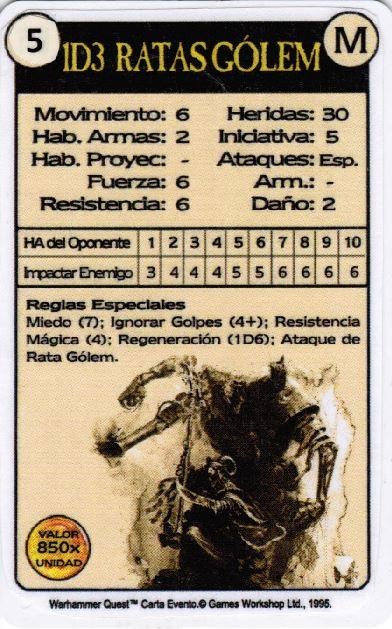 5 1D3 RATAS GÓLEM M
Movimiento: 6 Heridas: 30
Hab. Armas: 2 Iniciativa: 5
Hab. Proyec: - Ataques: Esp.
Fuerza: 6 Arm.: -
Resistencia: 6 Daño: 2
HA del Oponente 1 2 3 4 5 6 7 8 9 10
Impactar Enemigo 3 4 4 4 5 5 6 6 6 6
Reglas Especiales
Miedo (7); Ignorar Golpes (4+); Resistencia
Mágica (4); Regeneración (1D6); Ataque de
Rata Gólem.
VALOR
850x
UNIDAD
Warhammer Quest™ Carta Evento.© Games Workshop Ltd., 1995.